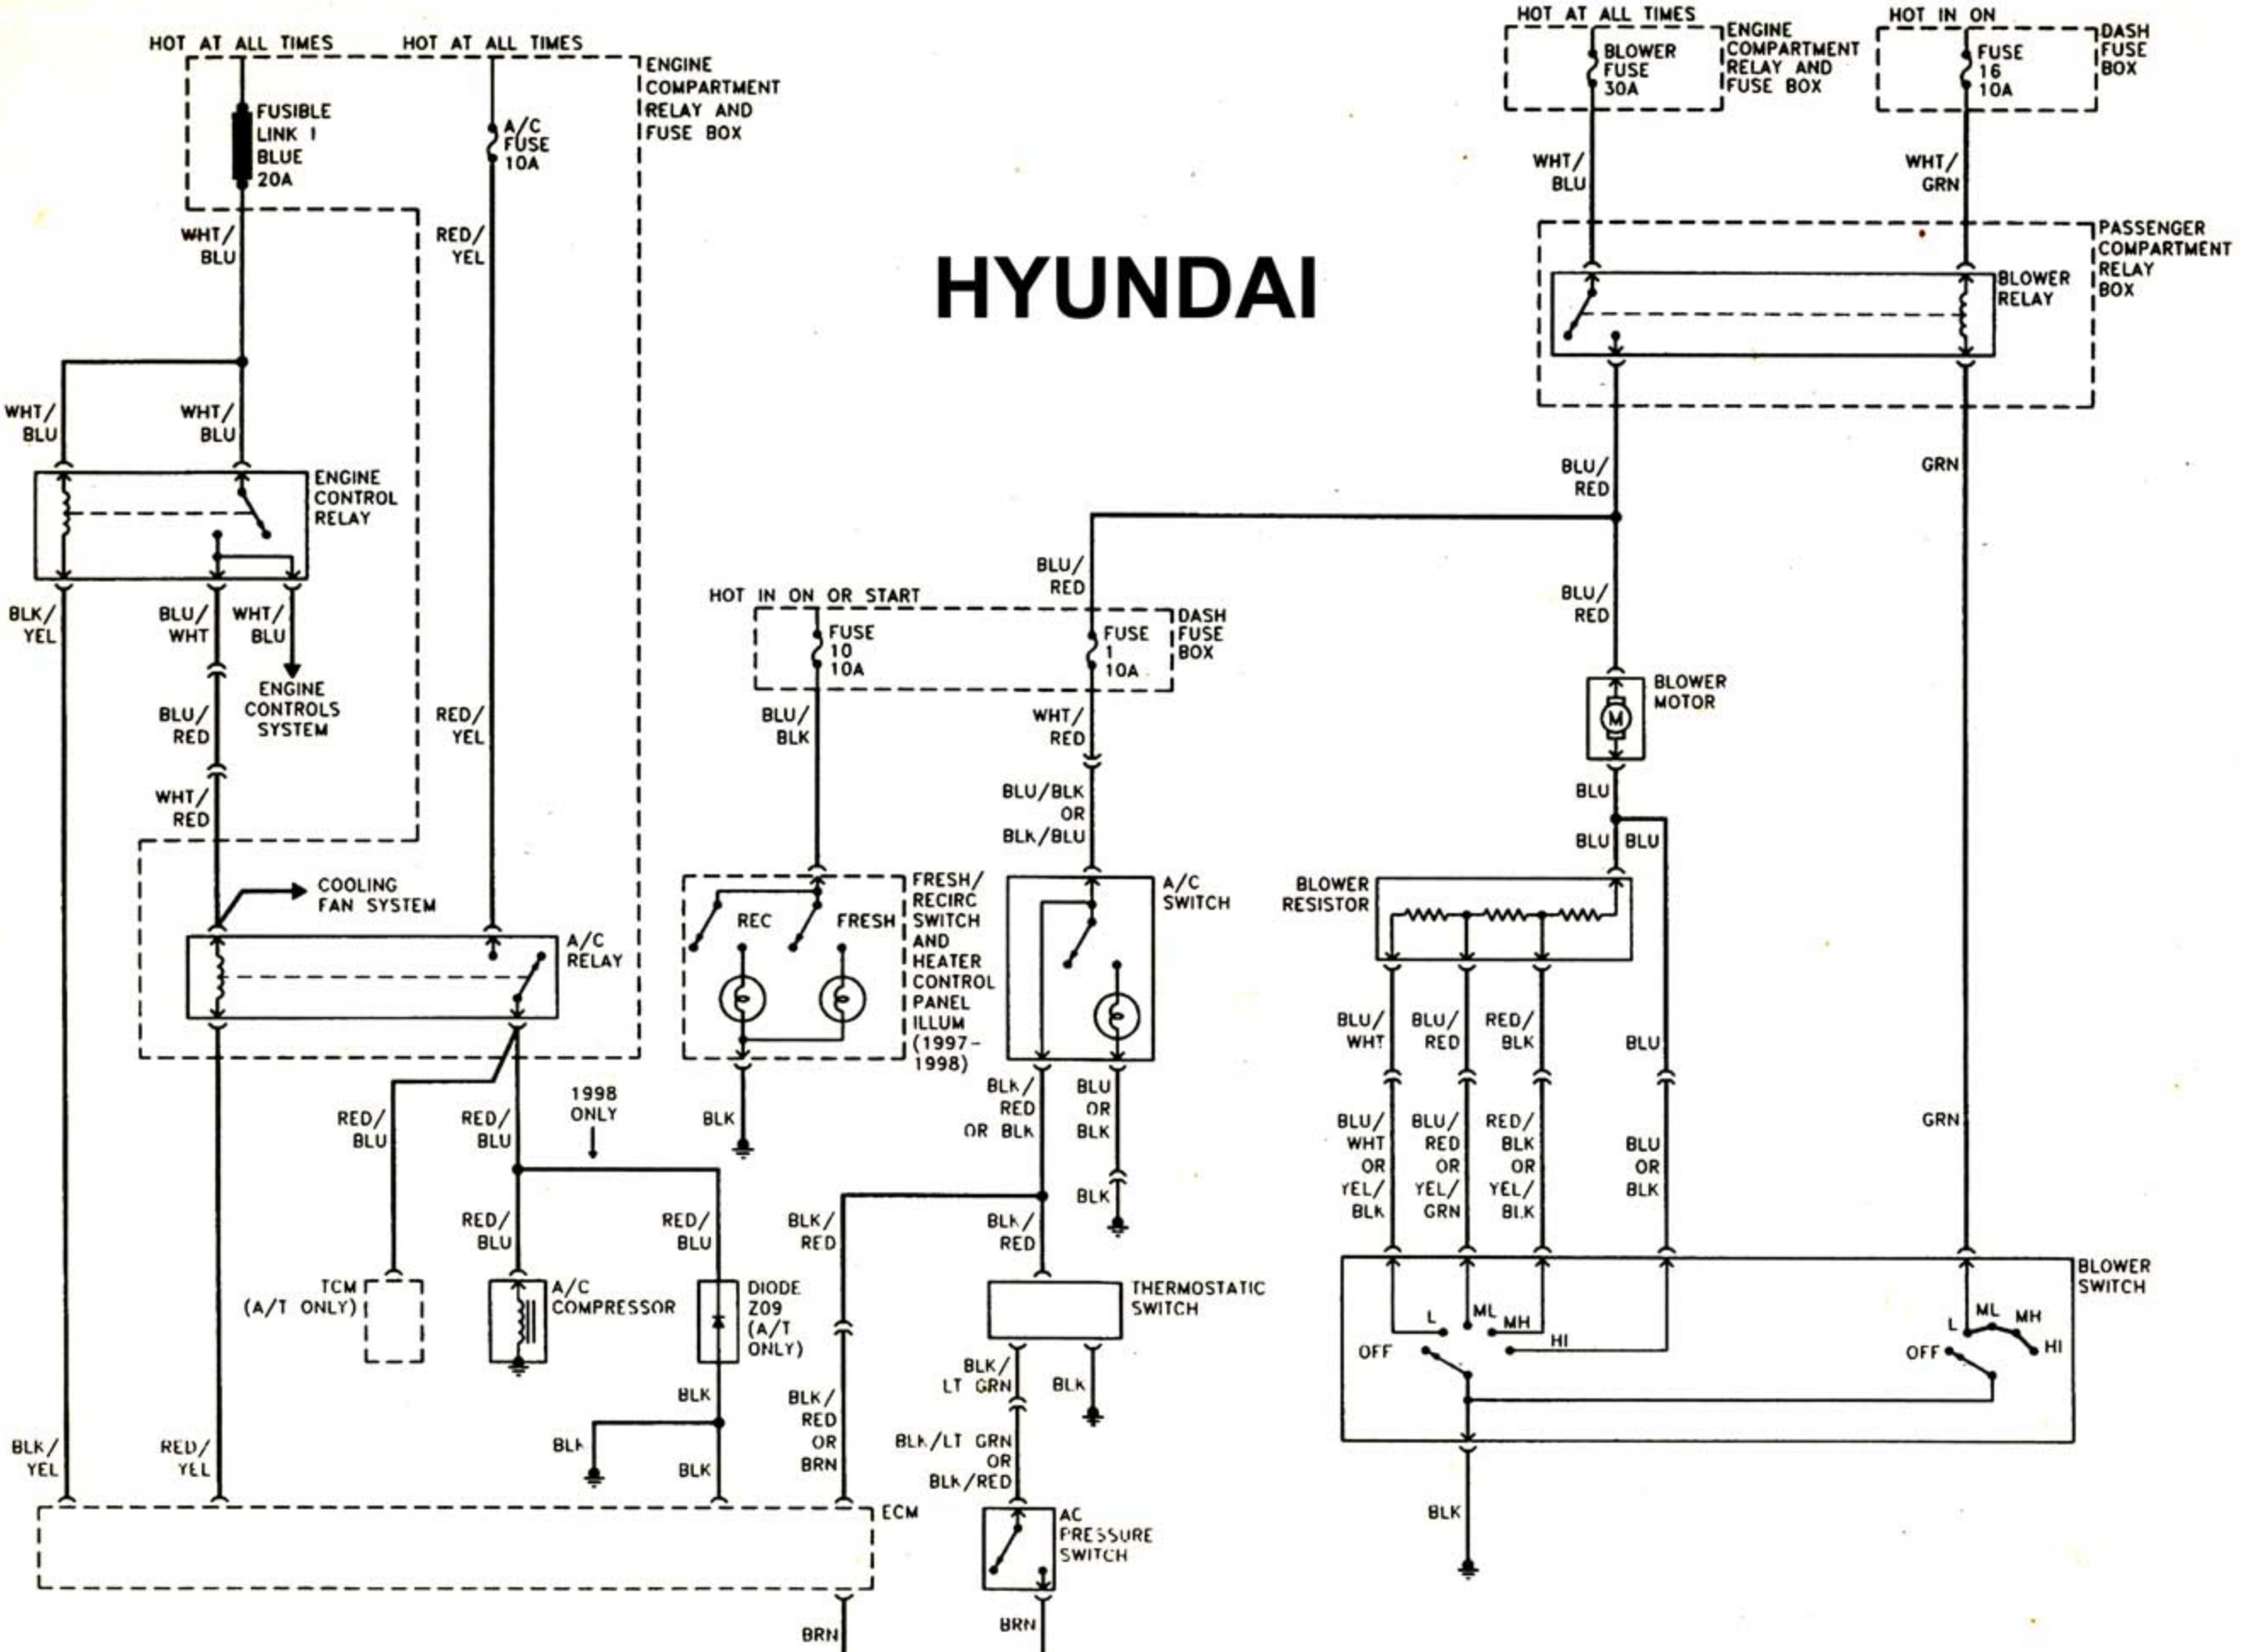 HOT AT ALL TIMES
HOT AT ALL TIMES
ENGINE
COMPARTMENT
RELAY AND
FUSE BOX
FUSIBLE
LINK 1
BLUE
20A
A/C
FUSE
10A
HOT AT ALL TIMES
BLOWER
FUSE
30A
ENGINE
COMPARTMENT
RELAY AND
FUSE BOX
HOT IN ON
FUSE
16
10A
DASH
FUSE
BOX
WHT/
BLU
RED/
YEL
HYUNDAI
WHT/
BLU
WHT/
GRN
PASSENGER
COMPARTMENT
RELAY
BOX
BLOWER
RELAY
WHT/
BLU
WHT/
BLU
ENGINE
CONTROL
RELAY
BLK/
YEL
BLU/
WHT
WHT/
BLU
ENGINE
CONTROLS
SYSTEM
BLU/
RED
RED/
YEL
WHT/
RED
COOLING
FAN SYSTEM
A/C
RELAY
BLU/
RED
GRN
BLU/
RED
BLU/
RED
HOT IN ON OR START
FUSE
10
10A
FUSE
1
10A
DASH
FUSE
BOX
BLU/
BLK
WHT/
RED
BLU/BLK
OR
BLK/BLU
BLOWER
MOTOR
M
BLU
BLU
BLU
REC
FRESH
FRESH/
RECIRC
SWITCH
AND
HEATER
CONTROL
PANEL
ILLUM
(1997-
1998)
A/C
SWITCH
BLOWER
RESISTOR
BLU/
WHT
BLU/
RED
RED/
BLK
BLU
RED/
BLU
RED/
BLU
1998
ONLY
BLK
BLK/
RED
OR BLK
BLU
OR
BLK
BLK
BLU/
WHT
OR
YEL/
BLK
BLU/
RED
OR
YEL/
GRN
RED/
BLK
OR
YEL/
BLK
BLU
OR
BLK
GRN
RED/
BLU
RED/
BLU
BLK/
RED
BLK/
RED
TCM
(A/T ONLY)
A/C
COMPRESSOR
DIODE
Z09
(A/T
ONLY)
THERMOSTATIC
SWITCH
BLOWER
SWITCH
OFF
L
ML
MH
HI
OFF
L
ML
MH
HI
BLK
BLK/
RED
OR
BRN
BLK/
LT GRN
BLK
BLK/LT GRN
OR
BLK/RED
BLK/
YEL
RED/
YEL
BLK
BLK
ECM
AC
PRESSURE
SWITCH
BLK
BRN
BRN